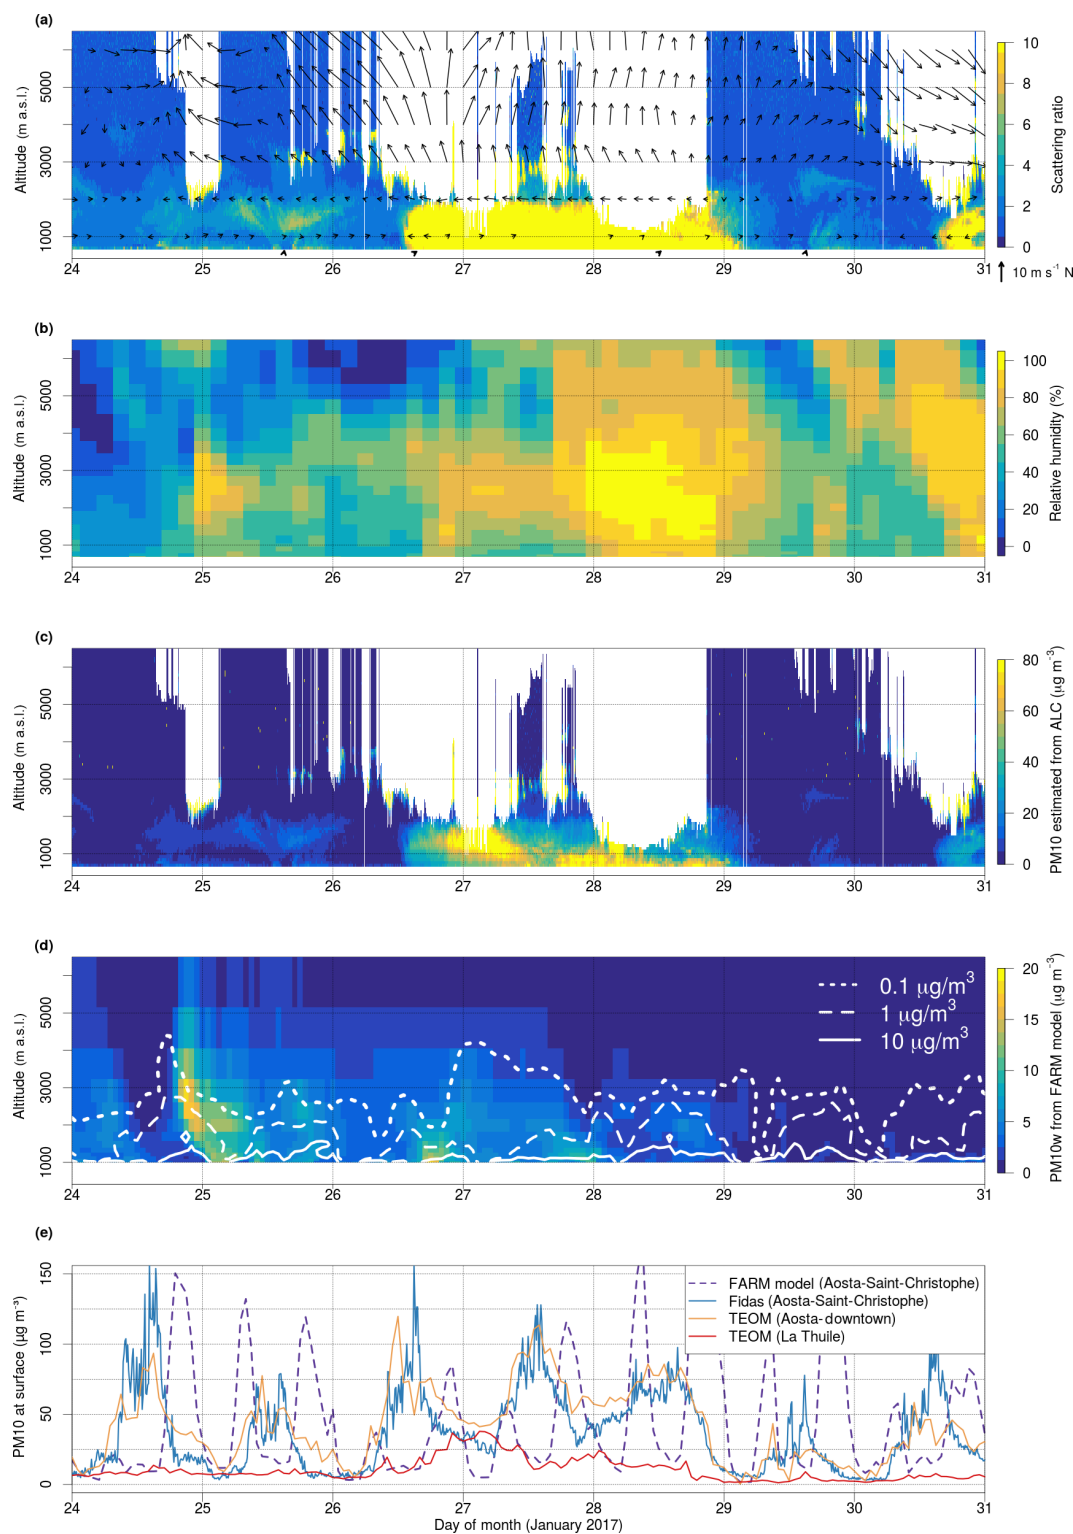 (a)
Altitude (m a.s.l.)
1000 3000 5000
24 25 26 27 28 29 30 31
0 2 4 6 8 10
Scattering ratio
10 m s⁻¹ N
(b)
Altitude (m a.s.l.)
1000 3000 5000
24 25 26 27 28 29 30 31
0 20 40 60 80 100
Relative humidity (%)
(c)
Altitude (m a.s.l.)
1000 3000 5000
24 25 26 27 28 29 30 31
0 20 40 60 80
PM10 estimated from ALC (μg m⁻³)
(d)
Altitude (m a.s.l.)
1000 3000 5000
0.1 μg/m³
1 μg/m³
10 μg/m³
24 25 26 27 28 29 30 31
0 5 10 15 20
PM10w from FARM model (μg m⁻³)
(e)
PM10 at surface (μg m⁻³)
0 50 100 150
FARM model (Aosta-Saint-Christophe)
Fidas (Aosta-Saint-Christophe)
TEOM (Aosta-downtown)
TEOM (La Thuile)
24 25 26 27 28 29 30 31
Day of month (January 2017)